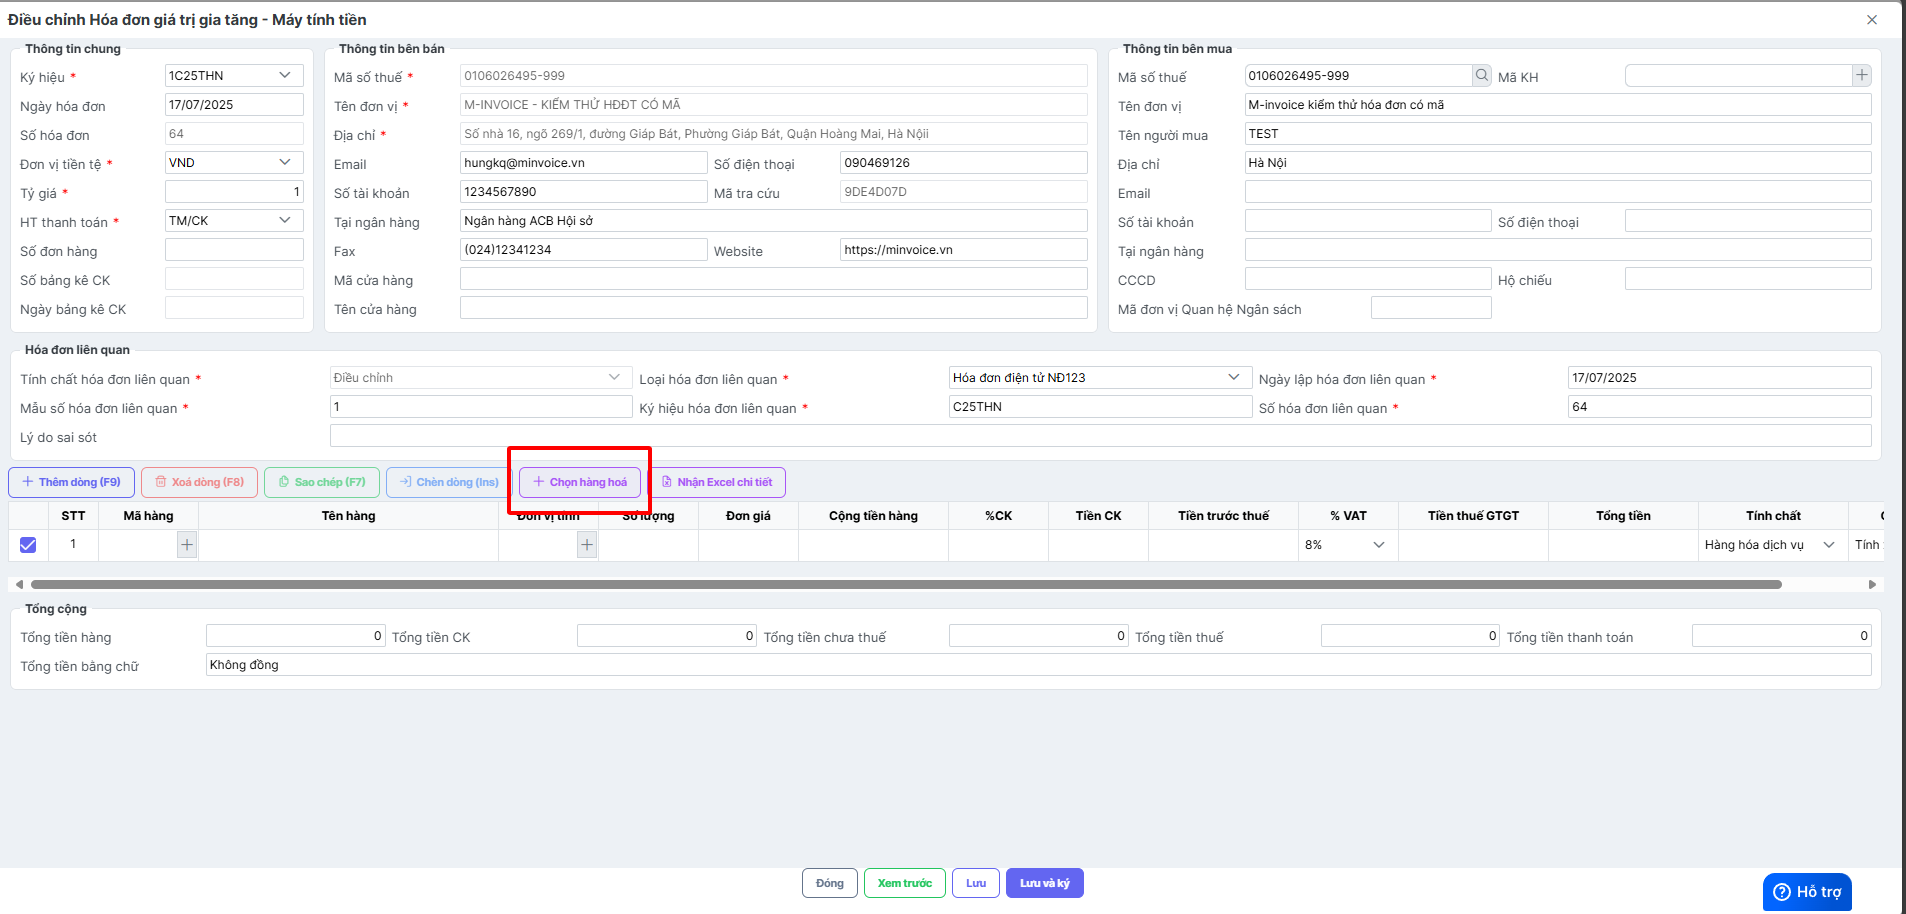 Điều chỉnh Hóa đơn giá trị gia tăng - Máy tính tiền
Thông tin chung
Ký hiệu * 1C25THN
Ngày hóa đơn 17/07/2025
Số hóa đơn 64
Đơn vị tiền tệ * VND
Tỷ giá * 1
HT thanh toán * TM/CK
Số đơn hàng
Số bảng kê CK
Ngày bảng kê CK
Thông tin bên bán
Mã số thuế * 0106026495-999
Tên đơn vị * M-INVOICE - KIỂM THỬ HĐĐT CÓ MÃ
Địa chỉ * Số nhà 16, ngõ 269/1, đường Giáp Bát, Phường Giáp Bát, Quận Hoàng Mai, Hà Nộii
Email hungkq@minvoice.vn Số điện thoại 090469126
Số tài khoản 1234567890 Mã tra cứu 9DE4D07D
Tại ngân hàng Ngân hàng ACB Hội sở
Fax (024)12341234 Website https://minvoice.vn
Mã cửa hàng
Tên cửa hàng
Thông tin bên mua
Mã số thuế 0106026495-999 Mã KH
Tên đơn vị M-invoice kiểm thử hóa đơn có mã
Tên người mua TEST
Địa chỉ Hà Nội
Email
Số tài khoản Số điện thoại
Tại ngân hàng
CCCD Hộ chiếu
Mã đơn vị Quan hệ Ngân sách
Hóa đơn liên quan
Tính chất hóa đơn liên quan * Điều chỉnh Loại hóa đơn liên quan * Hóa đơn điện tử NĐ123 Ngày lập hóa đơn liên quan * 17/07/2025
Mẫu số hóa đơn liên quan * 1 Ký hiệu hóa đơn liên quan * C25THN Số hóa đơn liên quan * 64
Lý do sai sót
Thêm dòng (F9) Xoá dòng (F8) Sao chép (F7) Chèn dòng (Ins) Chọn hàng hoá Nhận Excel chi tiết
STT Mã hàng Tên hàng Đơn vị tính Số lượng Đơn giá Cộng tiền hàng %CK Tiền CK Tiền trước thuế % VAT Tiền thuế GTGT Tổng tiền Tính chất
1 8% Hàng hóa dịch vụ Tính
Tổng cộng
Tổng tiền hàng 0 Tổng tiền CK 0 Tổng tiền chưa thuế 0 Tổng tiền thuế 0 Tổng tiền thanh toán 0
Tổng tiền bằng chữ Không đồng
Đóng Xem trước Lưu Lưu và ký
Hỗ trợ